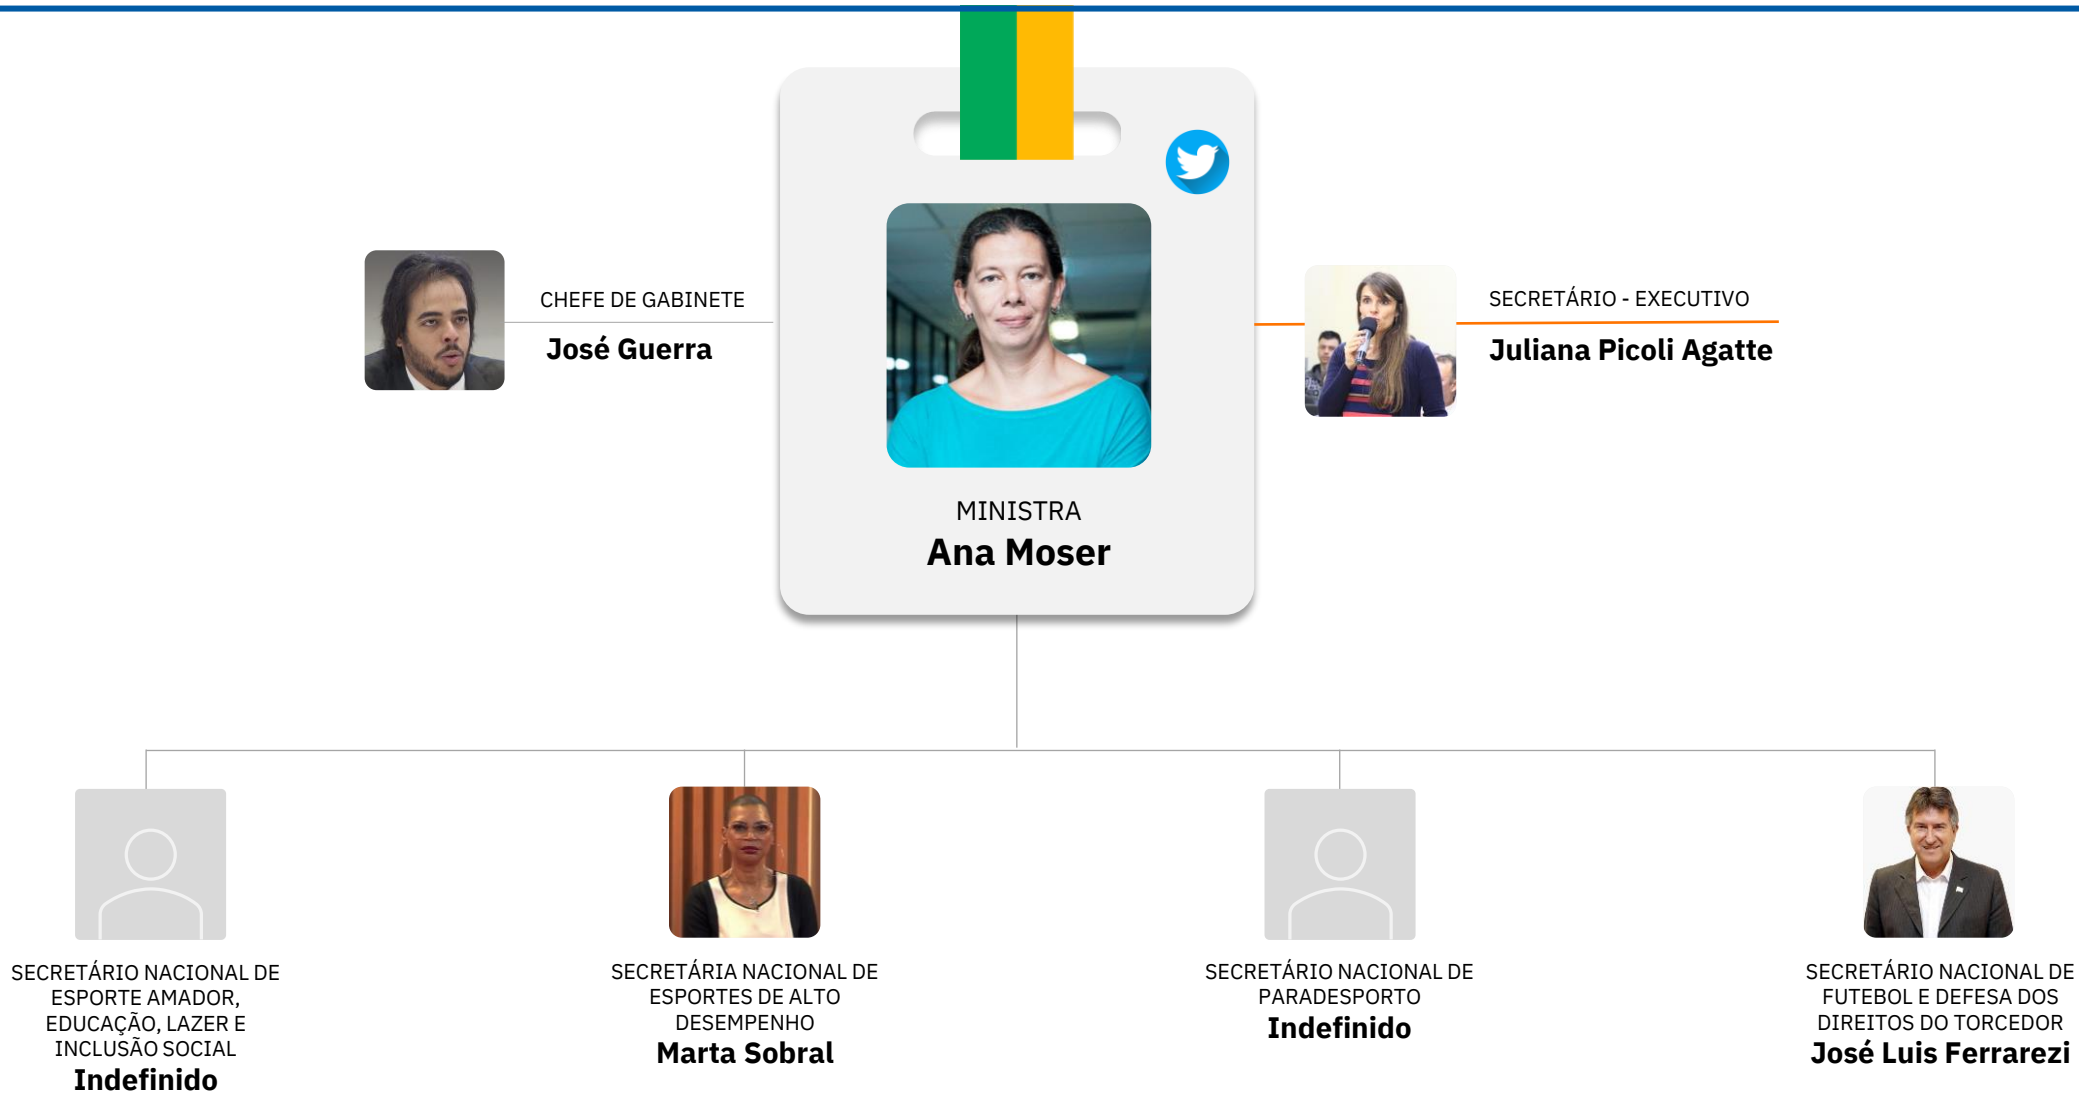 CHEFE DE GABINETE
José Guerra
SECRETÁRIO - EXECUTIVO
Juliana Picoli Agatte
MINISTRA
Ana Moser
SECRETÁRIO NACIONAL DE
ESPORTE AMADOR,
EDUCAÇÃO, LAZER E
INCLUSÃO SOCIAL
Indefinido
SECRETÁRIA NACIONAL DE
ESPORTES DE ALTO
DESEMPENHO
Marta Sobral
SECRETÁRIO NACIONAL DE
PARADESPORTO
Indefinido
SECRETÁRIO NACIONAL DE
FUTEBOL E DEFESA DOS
DIREITOS DO TORCEDOR
José Luis Ferrarezi